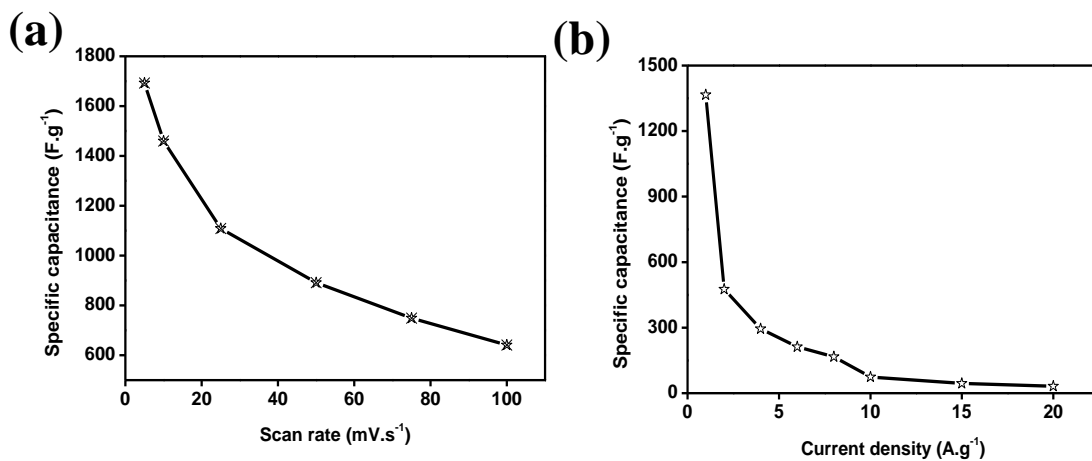 (a)
1800
1600
1400
1200
1000
800
600
0 20 40 60 80 100
Specific capacitance (F.g⁻¹)
Scan rate (mV.s⁻¹)
(b)
1500
1200
900
600
300
0
0 5 10 15 20
Specific capacitance (F.g⁻¹)
Current density (A.g⁻¹)